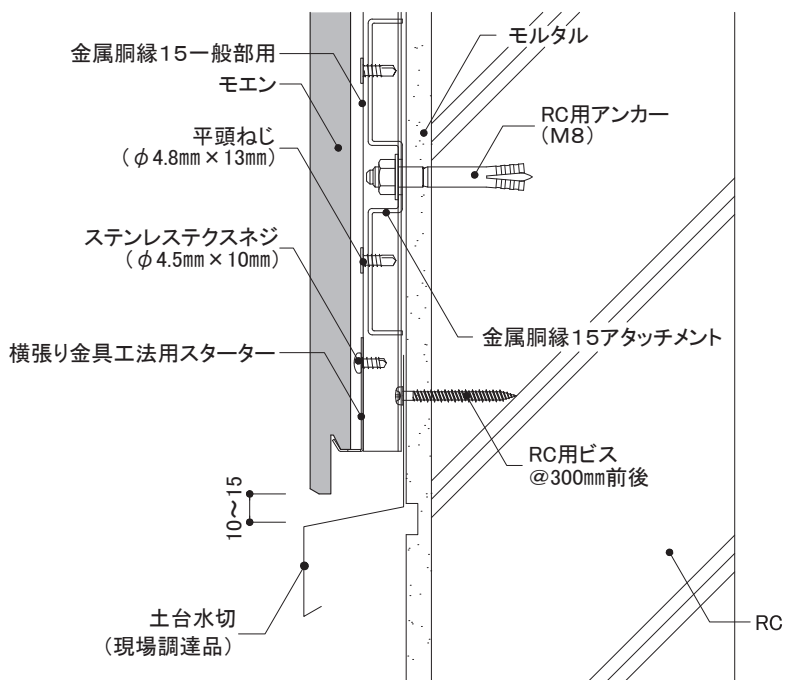 金属胴縁15一般部用
モエン
平頭ねじ
(φ4.8mm×13mm)
ステンレステクスネジ
(φ4.5mm×10mm)
横張り金具工法用スターター
10〜15
土台水切
(現場調達品)
モルタル
RC用アンカー
(M8)
金属胴縁15アタッチメント
RC用ビス
@300mm前後
RC